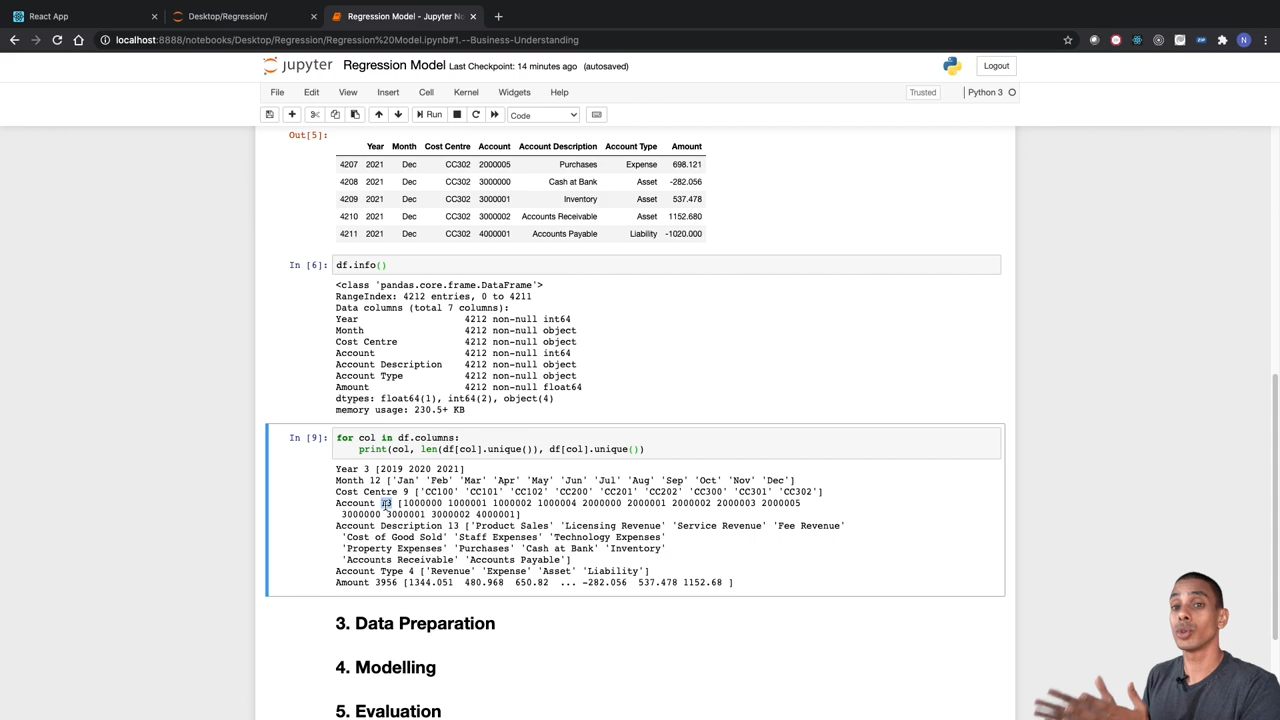 React App
Desktop/Regression/
Regression Model - Jupyter No
localhost:8888/notebooks/Desktop/Regression/Regression%20Model.ipynb#1.--Business-Understanding
jupyter Regression Model Last Checkpoint: 14 minutes ago (autosaved)
Logout
File Edit View Insert Cell Kernel Widgets Help
Trusted
Python 3
Run
Code
Out[5]:
Year Month Cost Centre Account Account Description Account Type Amount
4207 2021 Dec CC302 2000005 Purchases Expense 698.121
4208 2021 Dec CC302 3000000 Cash at Bank Asset -282.056
4209 2021 Dec CC302 3000001 Inventory Asset 537.478
4210 2021 Dec CC302 3000002 Accounts Receivable Asset 1152.680
4211 2021 Dec CC302 4000001 Accounts Payable Liability -1020.000
In [6]: df.info()
<class 'pandas.core.frame.DataFrame'>
RangeIndex: 4212 entries, 0 to 4211
Data columns (total 7 columns):
Year 4212 non-null int64
Month 4212 non-null object
Cost Centre 4212 non-null object
Account 4212 non-null int64
Account Description 4212 non-null object
Account Type 4212 non-null object
Amount 4212 non-null float64
dtypes: float64(1), int64(2), object(4)
memory usage: 230.5+ KB
In [9]: for col in df.columns:
print(col, len(df[col].unique()), df[col].unique())
Year 3 [2019 2020 2021]
Month 12 ['Jan' 'Feb' 'Mar' 'Apr' 'May' 'Jun' 'Jul' 'Aug' 'Sep' 'Oct' 'Nov' 'Dec']
Cost Centre 9 ['CC100' 'CC101' 'CC102' 'CC200' 'CC201' 'CC202' 'CC300' 'CC301' 'CC302']
Account 13 [1000000 1000001 1000002 1000004 2000000 2000001 2000002 2000003 2000005
3000000 3000001 3000002 4000001]
Account Description 13 ['Product Sales' 'Licensing Revenue' 'Service Revenue' 'Fee Revenue'
'Cost of Good Sold' 'Staff Expenses' 'Technology Expenses'
'Property Expenses' 'Purchases' 'Cash at Bank' 'Inventory'
'Accounts Receivable' 'Accounts Payable']
Account Type 4 ['Revenue' 'Expense' 'Asset' 'Liability']
Amount 3956 [1344.051 480.968 650.82 ... -282.056 537.478 1152.68 ]
3. Data Preparation
4. Modelling
5. Evaluation